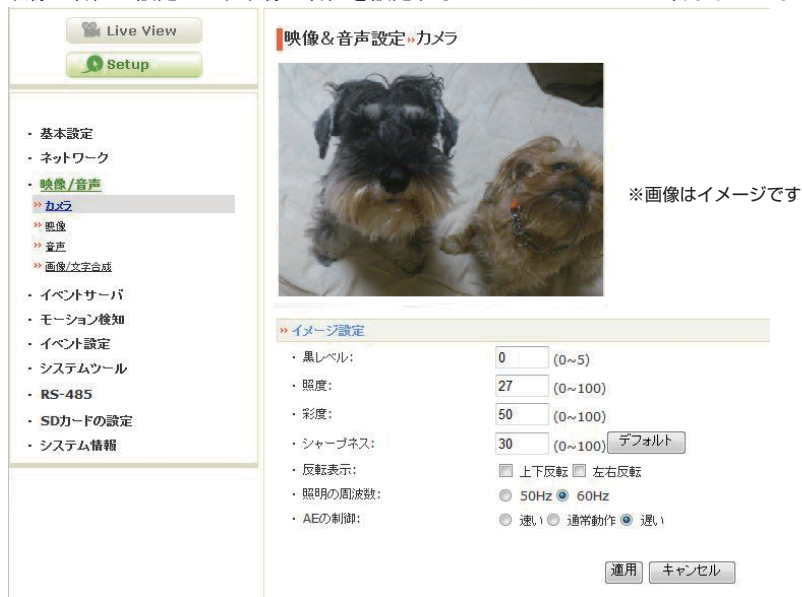 Live View
Setup
・ 基本設定
・ ネットワーク
・ 映像/音声
» カメラ
» 映像
» 音声
» 画像/文字合成
・ イベントサーバ
・ モーション検知
・ イベント設定
・ システムツール
・ RS-485
・ SDカードの設定
・ システム情報
映像&音声設定»カメラ
※画像はイメージです
» イメージ設定
・ 黒レベル: 0 (0~5)
・ 照度: 27 (0~100)
・ 彩度: 50 (0~100)
・ シャープネス: 30 (0~100) デフォルト
・ 反転表示: 上下反転 左右反転
・ 照明の周波数: 50Hz 60Hz
・ AEの制御: 速い 通常動作 遅い
適用 キャンセル